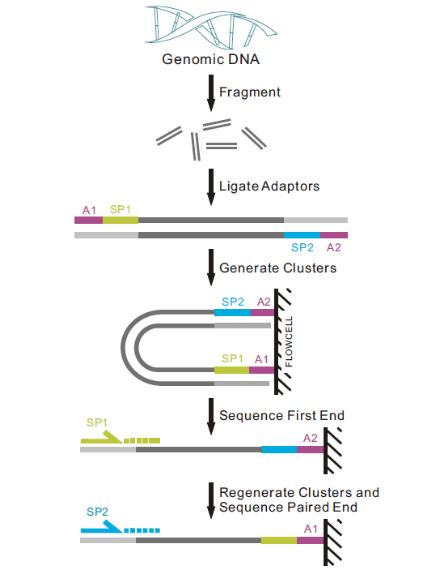 Genomic DNA
Fragment
Ligate Adaptors
A1 SP1
SP2 A2
Generate Clusters
SP2 A2
SP1 A1
FLOWCELL
Sequence First End
SP1
A2
Regenerate Clusters and
Sequence Paired End
SP2
A1